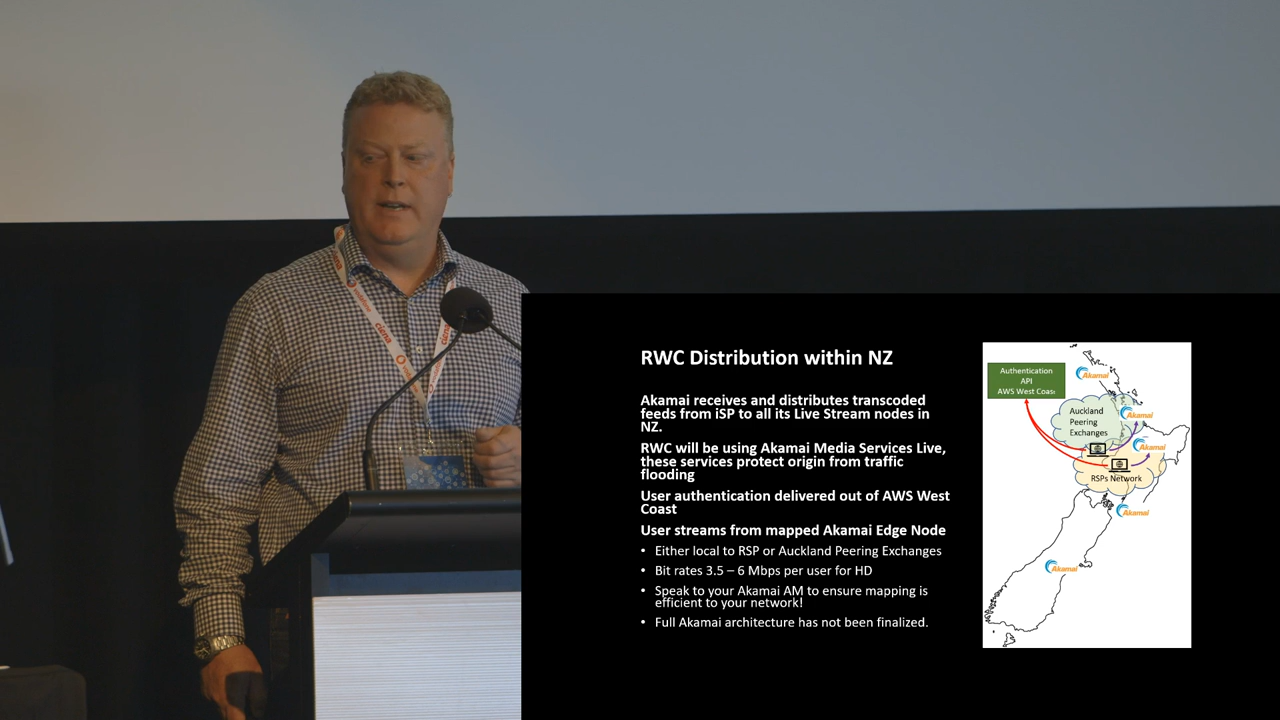 ciena
ciena
RWC Distribution within NZ
Akamai receives and distributes transcoded
feeds from iSP to all its Live Stream nodes in
NZ.
RWC will be using Akamai Media Services Live,
these services protect origin from traffic
flooding
User authentication delivered out of AWS West
Coast
User streams from mapped Akamai Edge Node
• Either local to RSP or Auckland Peering Exchanges
• Bit rates 3.5 – 6 Mbps per user for HD
• Speak to your Akamai AM to ensure mapping is
efficient to your network!
• Full Akamai architecture has not been finalized.
Authentication
API
AWS West Coast
Akamai
Auckland
Peering
Exchanges
Akamai
Akamai
RSPs Network
Akamai
Akamai